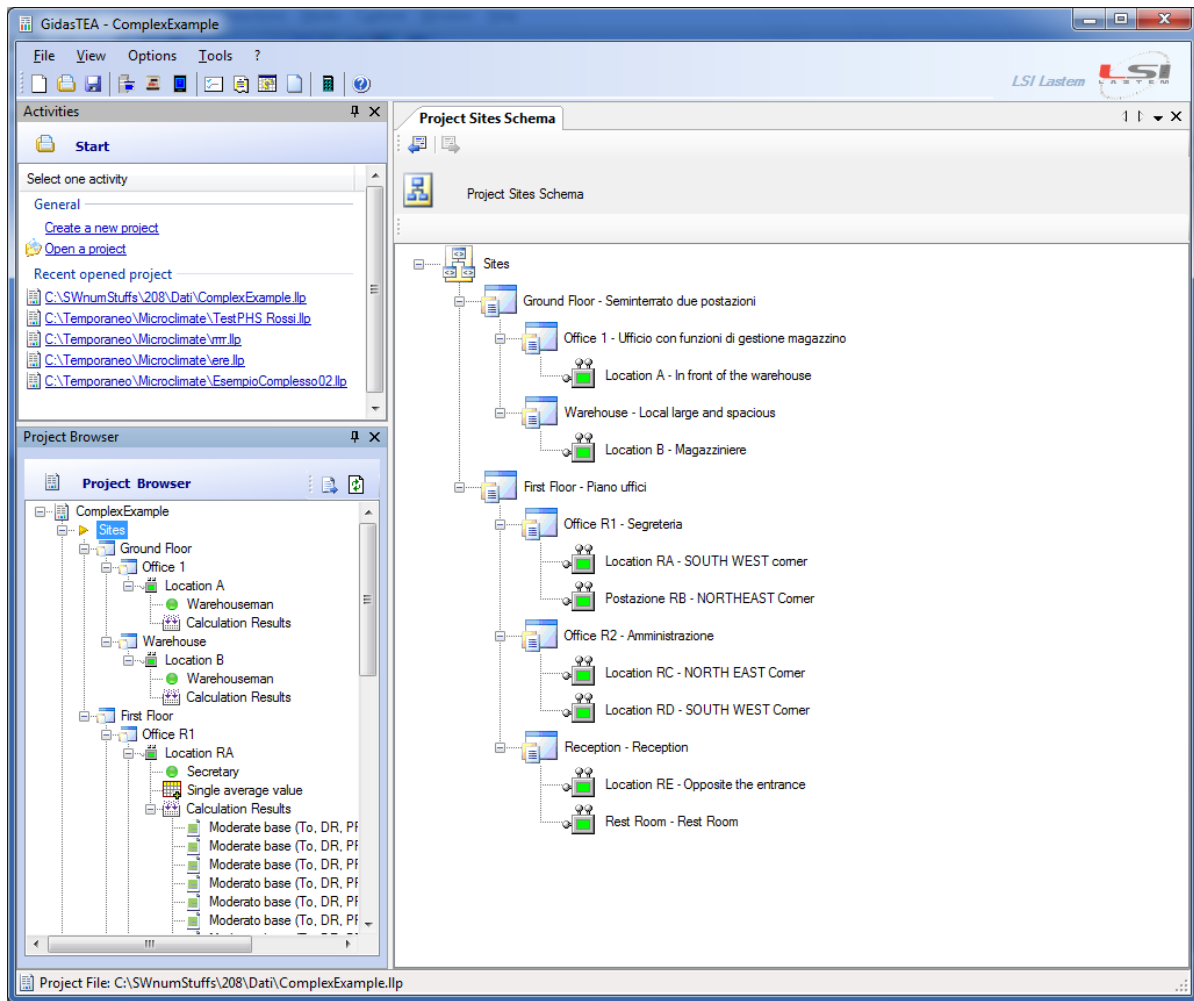 GidasTEA - ComplexExample
File View Options Tools ?
LSI Lastem
LSI
LASTEM
Activities
Start
Select one activity
General
Create a new project
Open a project
Recent opened project
C:\SWnumStuffs\208\Dati\ComplexExample.llp
C:\Temporaneo\Microclimate\TestPHS Rossi.llp
C:\Temporaneo\Microclimate\ere.llp
C:\Temporaneo\Microclimate\EsempioComplesso02.llp
Project Browser
Project Browser
ComplexExample
Sites
Ground Floor
Office 1
Location A
Warehouseman
Calculation Results
Warehouse
Location B
Warehouseman
Calculation Results
First Floor
Office R1
Location RA
Secretary
Single average value
Calculation Results
Moderate base (To, DR, PF
Moderate base (To, DR, PF
Moderate base (To, DR, PF
Moderato base (To, DR, PF
Moderato base (To, DR, PF
Moderato base (To, DR, PF
Project Sites Schema
Project Sites Schema
Sites
Ground Floor - Seminterrato due postazioni
Office 1 - Ufficio con funzioni di gestione magazzino
Location A - In front of the warehouse
Warehouse - Local large and spacious
Location B - Magazziniere
First Floor - Piano uffici
Office R1 - Segreteria
Location RA - SOUTH WEST corner
Postazione RB - NORTHEAST Corner
Office R2 - Amministrazione
Location RC - NORTH EAST Corner
Location RD - SOUTH WEST Corner
Reception - Reception
Location RE - Opposite the entrance
Rest Room - Rest Room
Project File: C:\SWnumStuffs\208\Dati\ComplexExample.llp